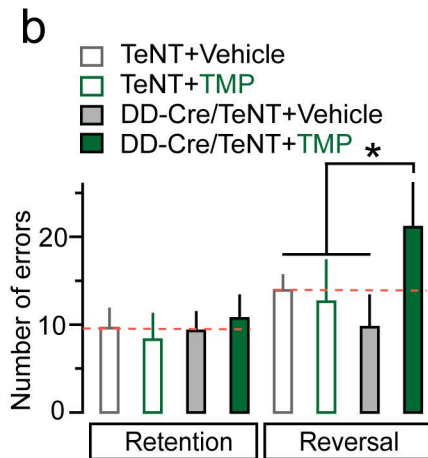 b
TeNT+Vehicle
TeNT+TMP
DD-Cre/TeNT+Vehicle
DD-Cre/TeNT+TMP
*
Number of errors
20
10
0
Retention
Reversal